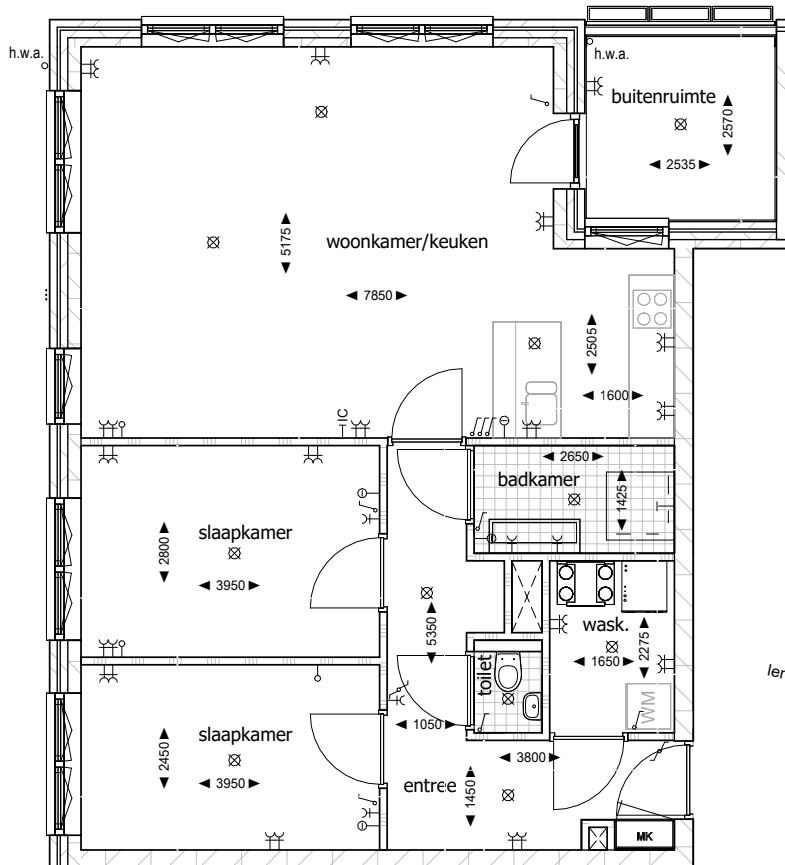 h.w.a.
h.w.a.
buitenruimte
2570
2535
woonkamer/keuken
5175
7850
2505
1600
IC
2650
badkamer
1425
slaapkamer
2800
3950
5350
wask.
2275
1650
toilet
WM
1050
slaapkamer
2450
3950
3800
entree
1450
MK
ler